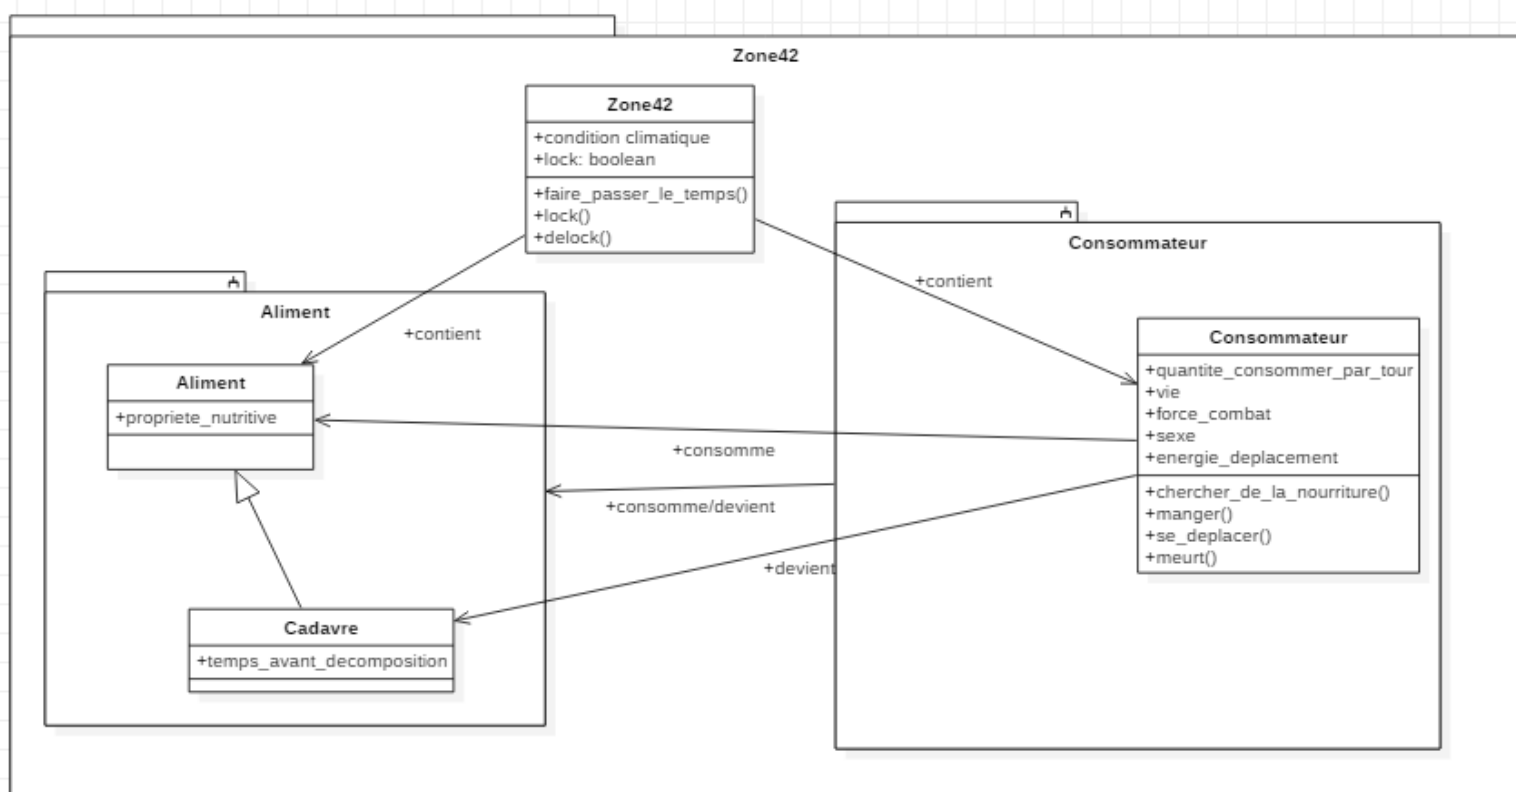 Zone42
Zone42
+condition climatique
+lock: boolean
+faire_passer_le_temps()
+lock()
+delock()
Consommateur
+contient
Aliment
+contient
Consommateur
+quantite_consommer_par_tour
+vie
+force_combat
+sexe
+energie_deplacement
+chercher_de_la_nourriture()
+manger()
+se_deplacer()
+meurt()
Aliment
+propriete_nutritive
+consomme
+consomme/devient
+devient
Cadavre
+temps_avant_decomposition